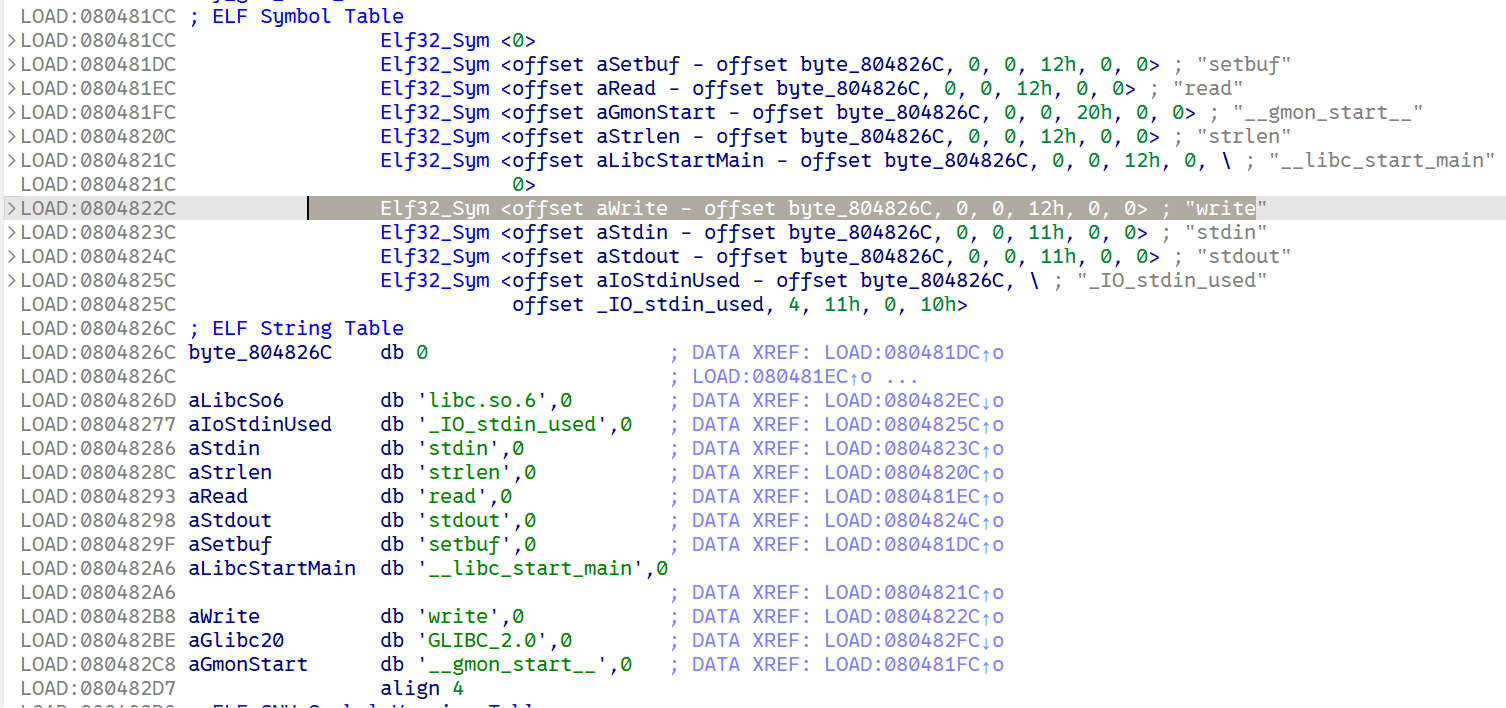 LOAD:080481CC ; ELF Symbol Table
LOAD:080481CC Elf32_Sym <0>
LOAD:080481DC Elf32_Sym <offset aSetbuf - offset byte_804826C, 0, 0, 12h, 0, 0> ; "setbuf"
LOAD:080481EC Elf32_Sym <offset aRead - offset byte_804826C, 0, 0, 12h, 0, 0> ; "read"
LOAD:080481FC Elf32_Sym <offset aGmonStart - offset byte_804826C, 0, 0, 20h, 0, 0> ; "__gmon_start__"
LOAD:0804820C Elf32_Sym <offset aStrlen - offset byte_804826C, 0, 0, 12h, 0, 0> ; "strlen"
LOAD:0804821C Elf32_Sym <offset aLibcStartMain - offset byte_804826C, 0, 0, 12h, 0, \ ; "__libc_start_main"
LOAD:0804821C 0>
LOAD:0804822C Elf32_Sym <offset aWrite - offset byte_804826C, 0, 0, 12h, 0, 0> ; "write"
LOAD:0804823C Elf32_Sym <offset aStdin - offset byte_804826C, 0, 0, 11h, 0, 0> ; "stdin"
LOAD:0804824C Elf32_Sym <offset aStdout - offset byte_804826C, 0, 0, 11h, 0, 0> ; "stdout"
LOAD:0804825C Elf32_Sym <offset aIoStdinUsed - offset byte_804826C, \ ; "_IO_stdin_used"
LOAD:0804825C offset _IO_stdin_used, 4, 11h, 0, 10h>
LOAD:0804826C ; ELF String Table
LOAD:0804826C byte_804826C db 0 ; DATA XREF: LOAD:080481DC↑o
LOAD:0804826C ; LOAD:080481EC↑o ...
LOAD:0804826D aLibcSo6 db 'libc.so.6',0 ; DATA XREF: LOAD:080482EC↓o
LOAD:08048277 aIoStdinUsed db '_IO_stdin_used',0 ; DATA XREF: LOAD:0804825C↑o
LOAD:08048286 aStdin db 'stdin',0 ; DATA XREF: LOAD:0804823C↑o
LOAD:0804828C aStrlen db 'strlen',0 ; DATA XREF: LOAD:0804820C↑o
LOAD:08048293 aRead db 'read',0 ; DATA XREF: LOAD:080481EC↑o
LOAD:08048298 aStdout db 'stdout',0 ; DATA XREF: LOAD:0804824C↑o
LOAD:0804829F aSetbuf db 'setbuf',0 ; DATA XREF: LOAD:080481DC↑o
LOAD:080482A6 aLibcStartMain db '__libc_start_main',0
LOAD:080482A6 ; DATA XREF: LOAD:0804821C↑o
LOAD:080482B8 aWrite db 'write',0 ; DATA XREF: LOAD:0804822C↑o
LOAD:080482BE aGlibc20 db 'GLIBC_2.0',0 ; DATA XREF: LOAD:080482FC↓o
LOAD:080482C8 aGmonStart db '__gmon_start__',0 ; DATA XREF: LOAD:080481FC↑o
LOAD:080482D7 align 4